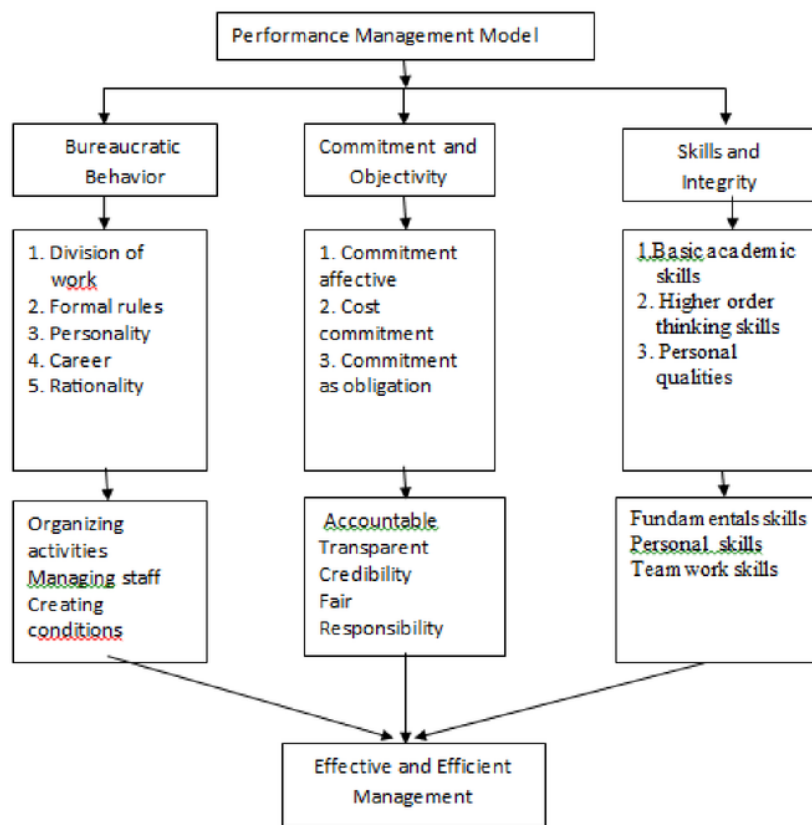 Performance Management Model
Bureaucratic
Behavior
Commitment and
Objectivity
Skills and
Integrity
1. Division of
work
2. Formal rules
3. Personality
4. Career
5. Rationality
1. Commitment
affective
2. Cost
commitment
3. Commitment
as obligation
1.Basic academic
skills
2. Higher order
thinking skills
3. Personal
qualities
Organizing
activities
Managing staff
Creating
conditions
Accountable
Transparent
Credibility
Fair
Responsibility
Fundamentals skills
Personal skills
Team work skills
Effective and Efficient
Management